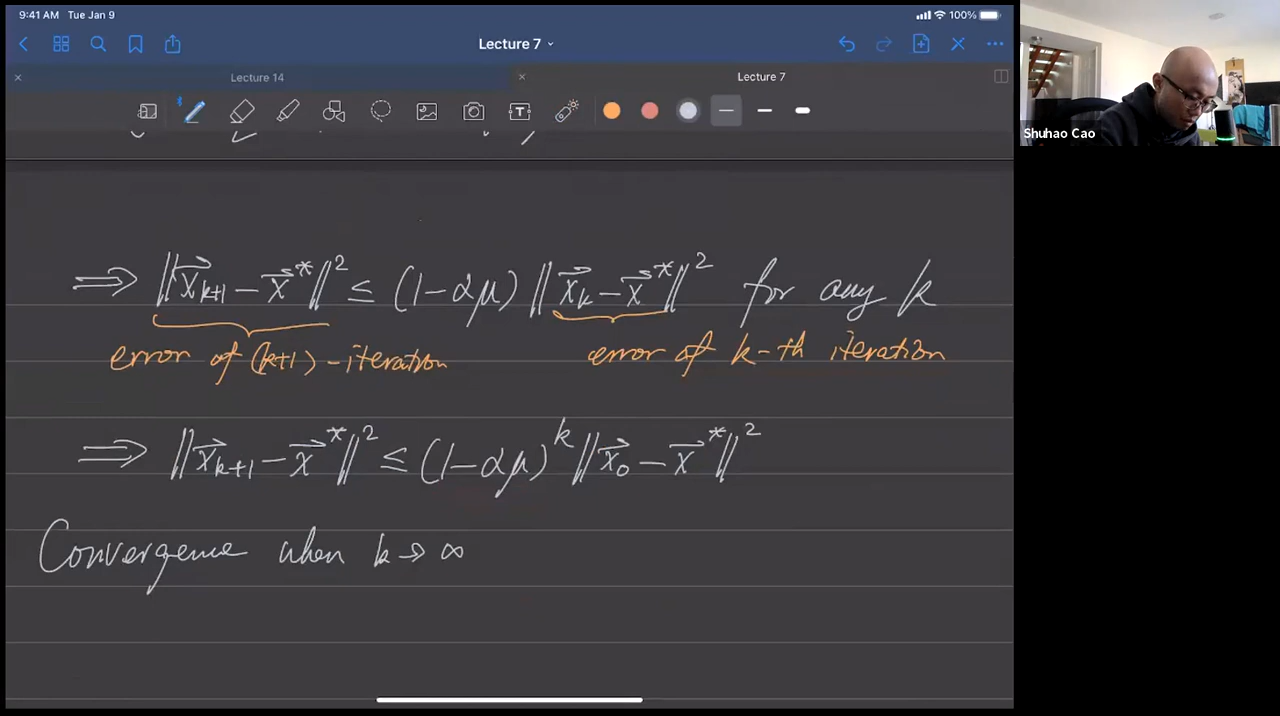 9:41 AM Tue Jan 9
100%
Lecture 7
Lecture 14
Lecture 7
Shuhao Cao
⟹ ‖x⃗ₖ₊₁ − x⃗*‖² ≤ (1−αμ) ‖x⃗ₖ − x⃗*‖² for any k
error of (k+1) - iteration error of k-th iteration
⟹ ‖x⃗ₖ₊₁ − x⃗*‖² ≤ (1−αμ)ᵏ ‖x⃗₀ − x⃗*‖²
Convergence when k → ∞